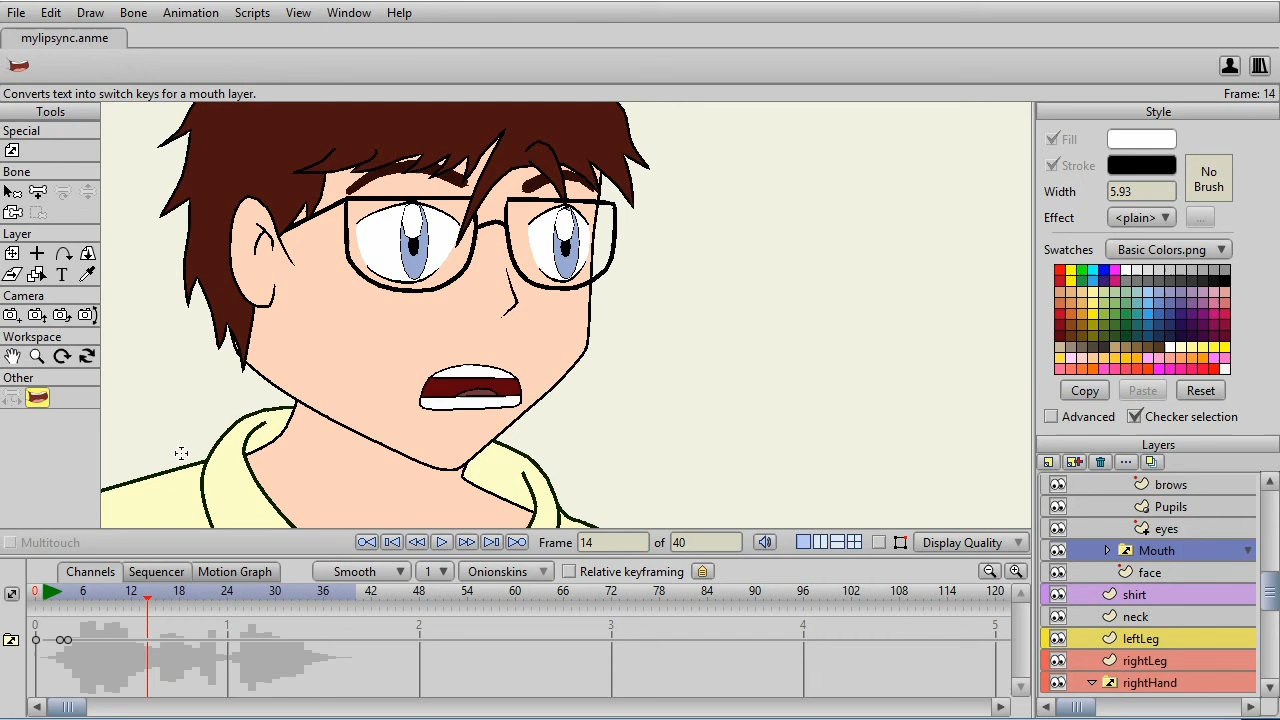 File Edit Draw Bone Animation Scripts View Window Help
mylipsync.anme
Converts text into switch keys for a mouth layer. Frame: 14
Tools
Special
Bone
Layer
T
Camera
Workspace
Other
Style
Fill
Stroke
Width 5.93
No Brush
Effect <plain> ...
Swatches Basic Colors.png
Copy Paste Reset
Advanced Checker selection
Layers
brows
Pupils
eyes
Mouth
face
shirt
neck
leftLeg
rightLeg
rightHand
Multitouch Frame 14 of 40 Display Quality
Channels Sequencer Motion Graph Smooth 1 Onionskins Relative keyframing
0 6 12 18 24 30 36 42 48 54 60 66 72 78 84 90 96 102 108 114 120
0 1 2 3 4 5